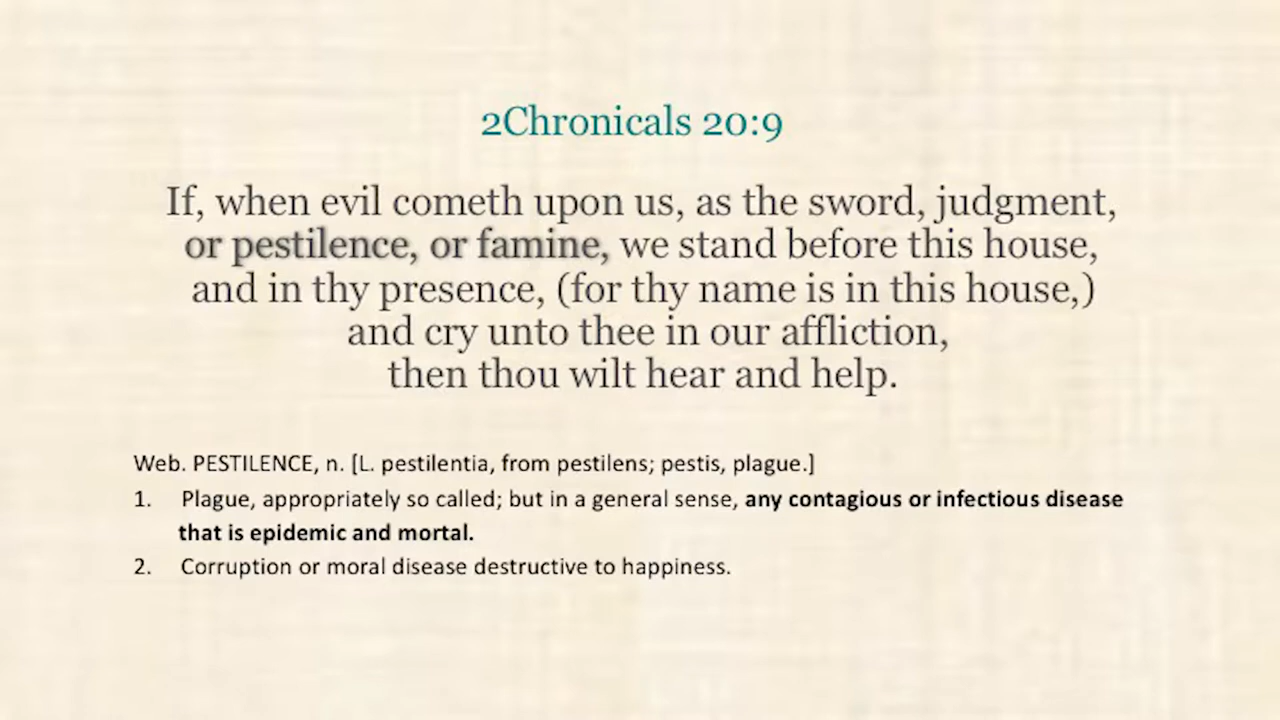 2Chronicals 20:9
If, when evil cometh upon us, as the sword, judgment,
or pestilence, or famine, we stand before this house,
and in thy presence, (for thy name is in this house,)
and cry unto thee in our affliction,
then thou wilt hear and help.
Web. PESTILENCE, n. [L. pestilentia, from pestilens; pestis, plague.]
1. Plague, appropriately so called; but in a general sense, any contagious or infectious disease
that is epidemic and mortal.
2. Corruption or moral disease destructive to happiness.